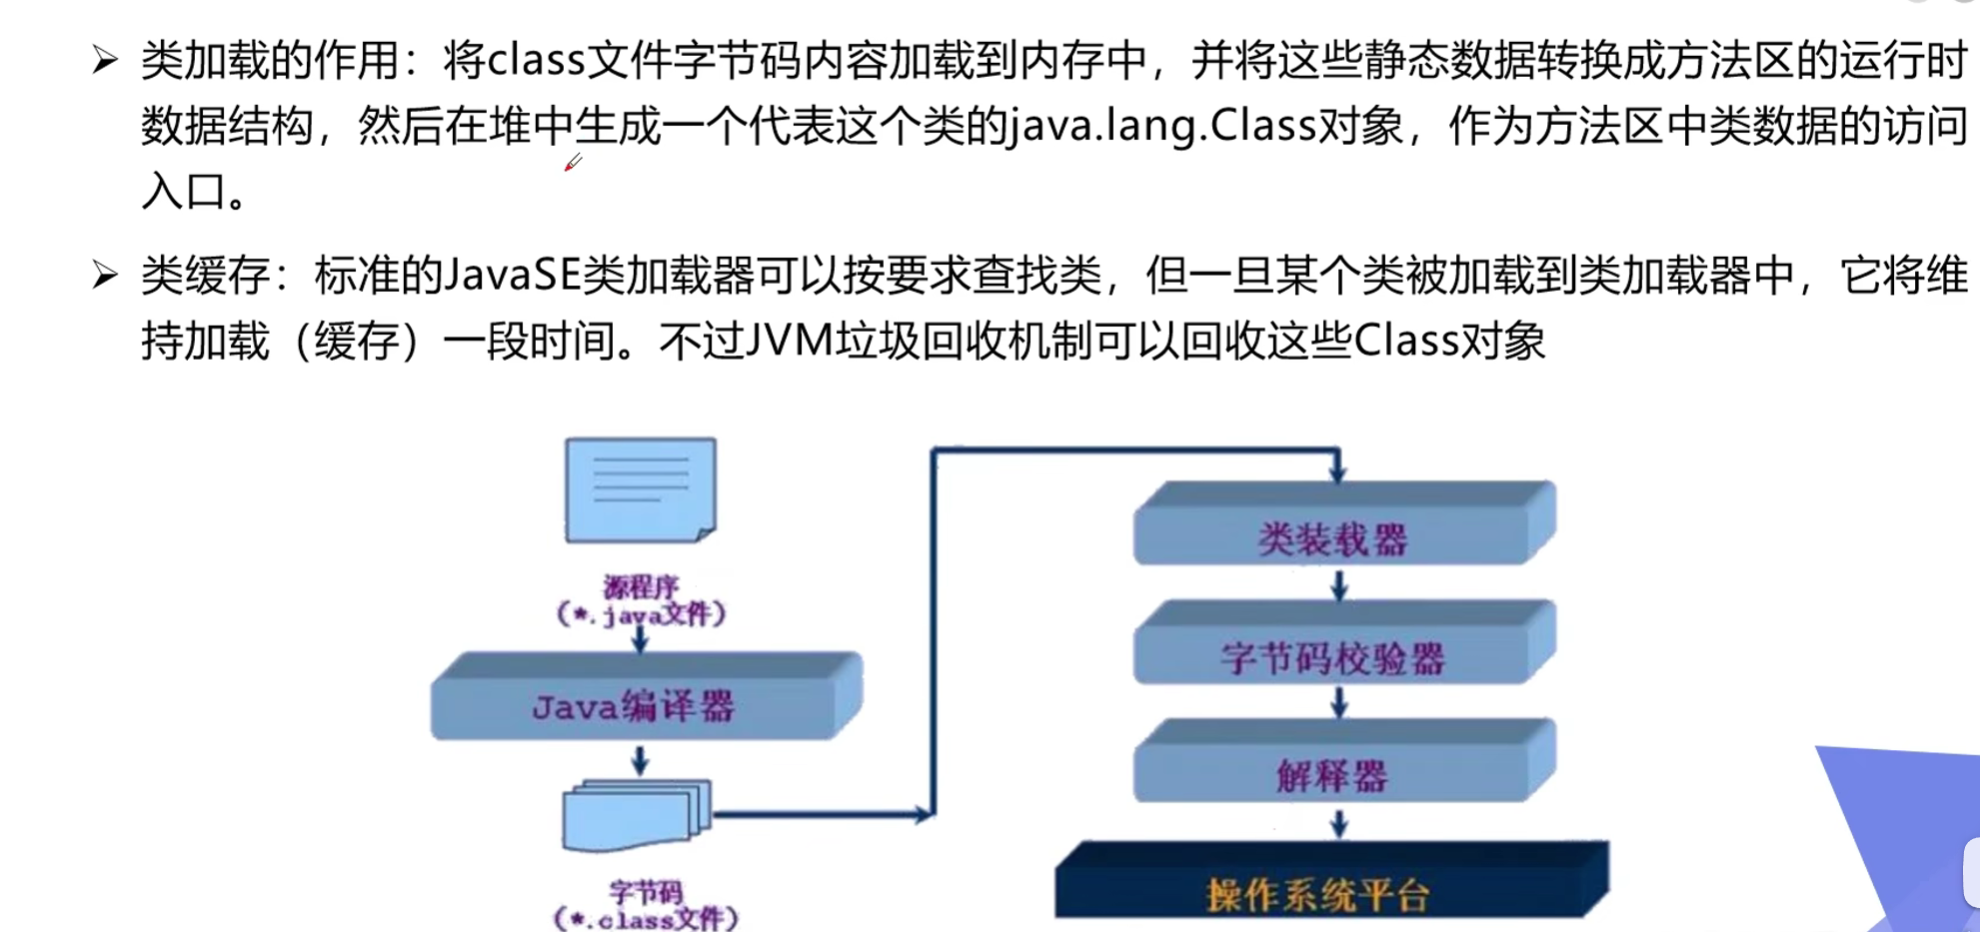 类加载的作用：将class文件字节码内容加载到内存中，并将这些静态数据转换成方法区的运行时
数据结构，然后在堆中生成一个代表这个类的java.lang.Class对象，作为方法区中类数据的访问
入口。
类缓存：标准的JavaSE类加载器可以按要求查找类，但一旦某个类被加载到类加载器中，它将维
持加载（缓存）一段时间。不过JVM垃圾回收机制可以回收这些Class对象
源程序
(*.java文件)
Java编译器
字节码
(*.class文件)
类装载器
字节码校验器
解释器
操作系统平台